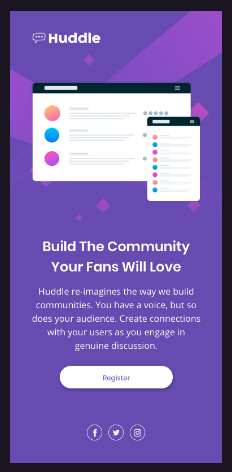 Huddle
Build The Community
Your Fans Will Love
Huddle re-imagines the way we build
communities. You have a voice, but so
does your audience. Create connections
with your users as you engage in
genuine discussion.
Register